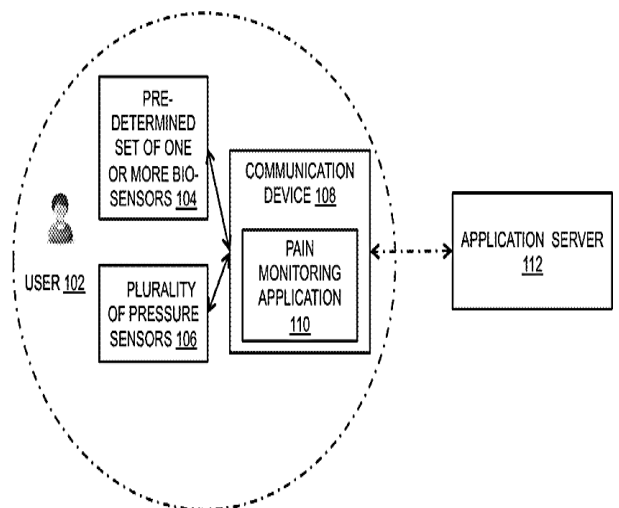 PRE-
DETERMINED
SET OF ONE
OR MORE BIO-
SENSORS 104
COMMUNICATION
DEVICE 108
PAIN
MONITORING
APPLICATION
110
APPLICATION SERVER
112
USER 102
PLURALITY
OF PRESSURE
SENSORS 106